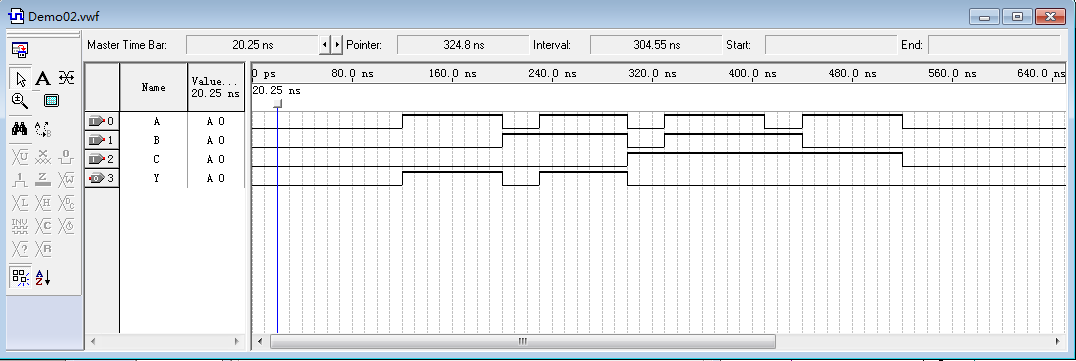 Demo02.vwf
Master Time Bar: 20.25 ns Pointer: 324.8 ns Interval: 304.55 ns Start: End:
Name Value... 20.25 ns
0 ps 80.0 ns 160.0 ns 240.0 ns 320.0 ns 400.0 ns 480.0 ns 560.0 ns 640.0 ns
20.25 ns
0 A A 0
1 B A 0
2 C A 0
3 Y A 0